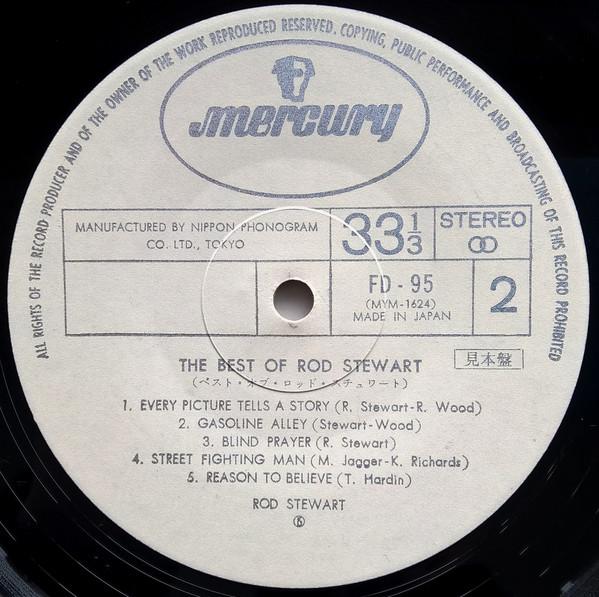 ALL RIGHTS OF THE RECORD PRODUCER AND OF THE OWNER OF THE WORK REPRODUCED RESERVED. COPYING, PUBLIC PERFORMANCE AND BROADCASTING OF THIS RECORD PROHIBITED
mercury
MANUFACTURED BY NIPPON PHONOGRAM
CO. LTD., TOKYO
33 1/3
STEREO
FD - 95
(MYM-1624)
MADE IN JAPAN
2
THE BEST OF ROD STEWART
見本盤
(ベスト・オブ・ロッド・スチュワート)
1. EVERY PICTURE TELLS A STORY (R. Stewart-R. Wood)
2. GASOLINE ALLEY (Stewart-Wood)
3. BLIND PRAYER (R. Stewart)
4. STREET FIGHTING MAN (M. Jagger-K. Richards)
5. REASON TO BELIEVE (T. Hardin)
ROD STEWART